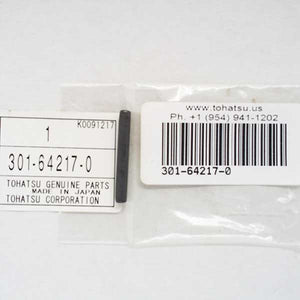 K0091217
1
301-64217-0
TOHATSU GENUINE PARTS
MADE IN JAPAN
TOHATSU CORPORATION
www.tohatsu.us
Ph. +1 (954) 941-1202
301-64217-0